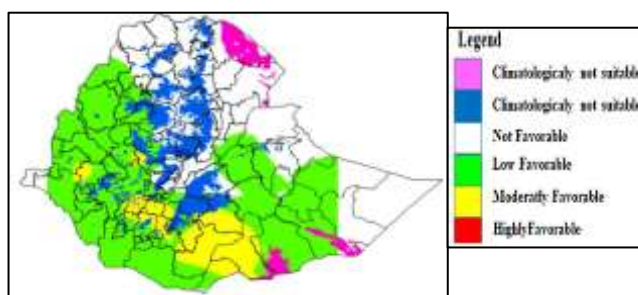 Legend
Climatologicaly not suitable
Climatologicaly not suitable
Not Favorable
Low Favorable
Moderatly Favorable
HighlyFavorable